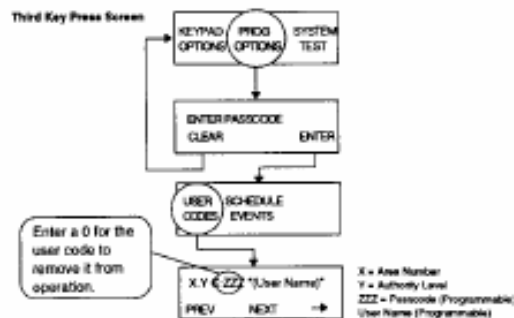 Third Key Press Screen
KEYPAD PROG SYSTEM
OPTIONS OPTIONS TEST
ENTER PASSCODE
CLEAR ENTER
USER SCHEDULE
CODES EVENTS
Enter a 0 for the
user code to
remove it from
operation.
X.Y ZZZ "(User Name)"
PREV NEXT →
X = Area Number
Y = Authority Level
ZZZ = Passcode (Programmable)
User Name (Programmable)